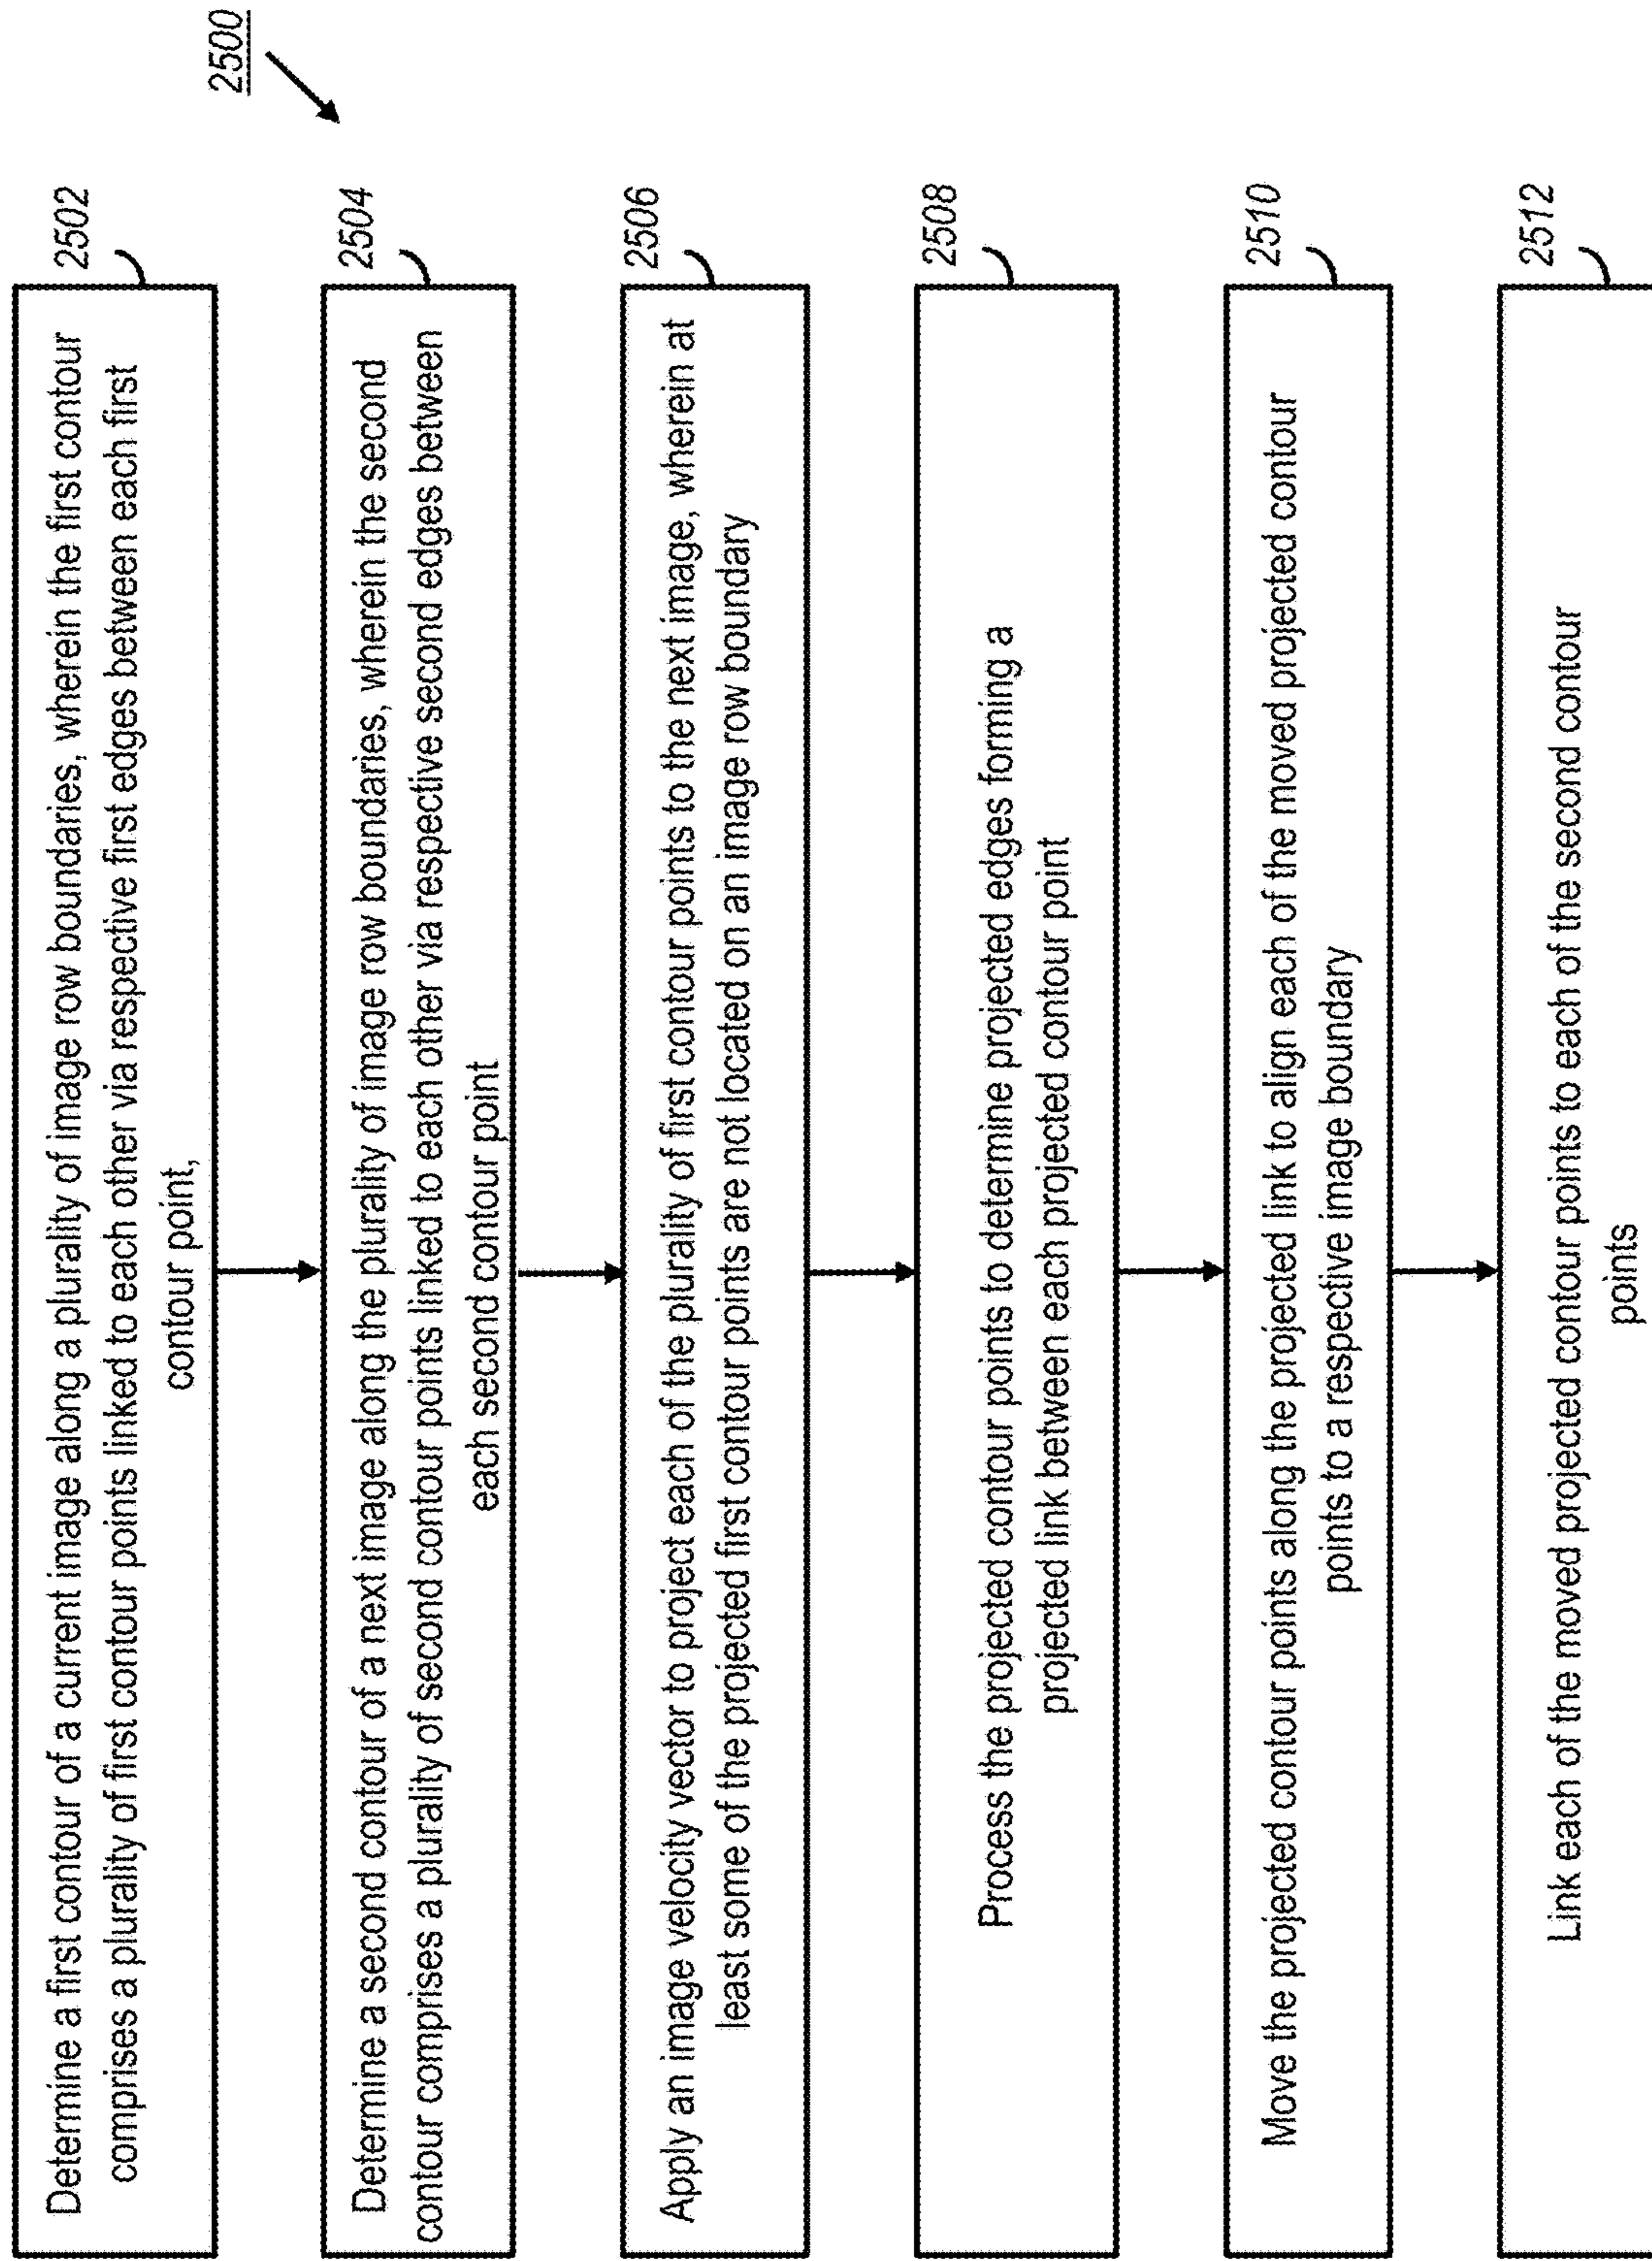 2500
2502
Determine a first contour of a current image along a plurality of image row boundaries, wherein the first contour
comprises a plurality of first contour points linked to each other via respective first edges between each first
contour point,
2504
Determine a second contour of a next image along the plurality of image row boundaries, wherein the second
contour comprises a plurality of second contour points linked to each other via respective second edges between
each second contour point
2506
Apply an image velocity vector to project each of the plurality of first contour points to the next image, wherein at
least some of the projected first contour points are not located on an image row boundary
2508
Process the projected contour points to determine projected edges forming a
projected link between each projected contour point
2510
Move the projected contour points along the projected link to align each of the moved projected contour
points to a respective image boundary
2512
Link each of the moved projected contour points to each of the second contour
points